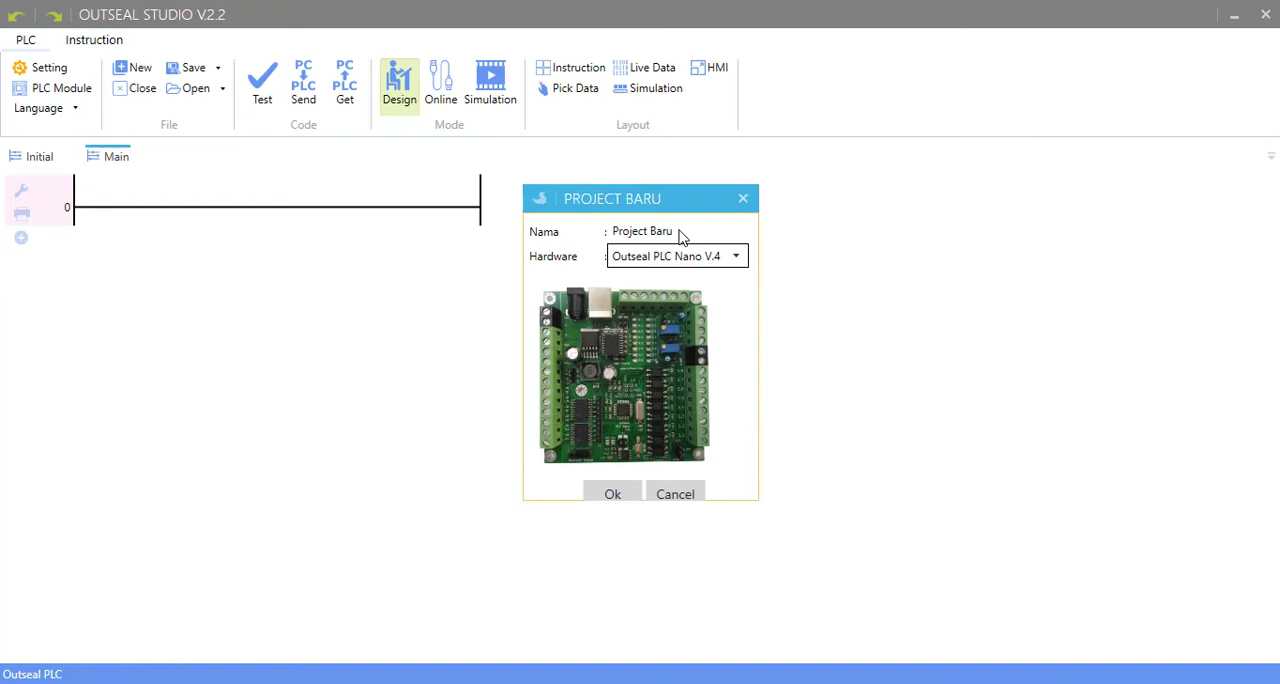 OUTSEAL STUDIO V.2.2
PLC Instruction
Setting
PLC Module
Language
New Save
Close Open
File
Test
PC PLC Send
PC PLC Get
Code
Design Online Simulation
Mode
Instruction Live Data HMI
Pick Data Simulation
Layout
Initial Main
0
PROJECT BARU
Nama : Project Baru
Hardware : Outseal PLC Nano V.4
Ok Cancel
Outseal PLC